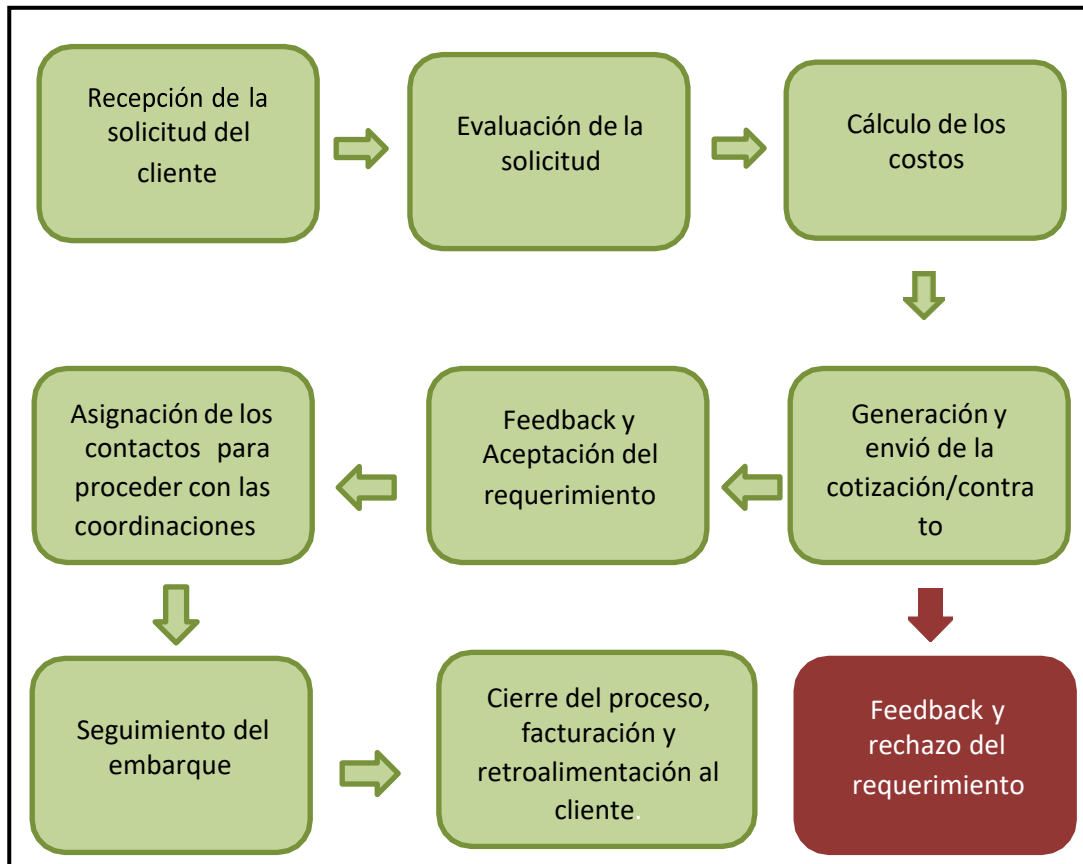 Recepción de la
solicitud del
cliente
Evaluación de la
solicitud
Cálculo de los
costos
Generación y
envió de la
cotización/contra
to
Feedback y
Aceptación del
requerimiento
Asignación de los
contactos para
proceder con las
coordinaciones
Seguimiento del
embarque
Cierre del proceso,
facturación y
retroalimentación al
cliente.
Feedback y
rechazo del
requerimiento